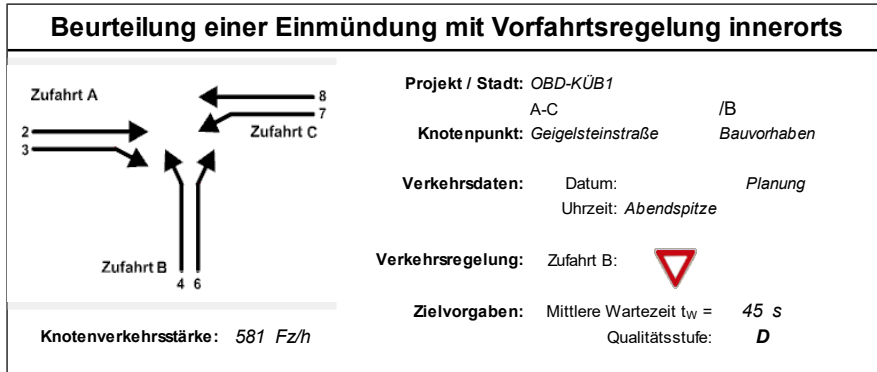 Beurteilung einer Einmündung mit Vorfahrtsregelung innerorts
Zufahrt A
8
7
Zufahrt C
2
3
Zufahrt B
4 6
Knotenverkehrsstärke: 581 Fz/h
Projekt / Stadt: OBD-KÜB1
A-C /B
Knotenpunkt: Geigelsteinstraße Bauvorhaben
Verkehrsdaten: Datum: Planung
Uhrzeit: Abendspitze
Verkehrsregelung: Zufahrt B:
Zielvorgaben: Mittlere Wartezeit tW = 45 s
Qualitätsstufe: D